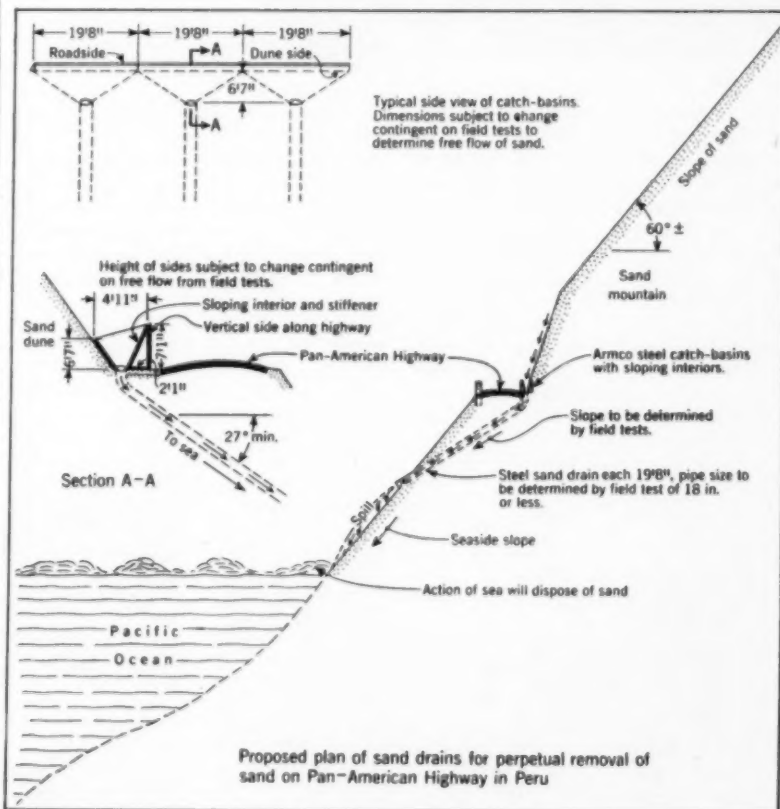 19'8" 19'8" 19'8"
Roadside
A
Dune side
6'7"
A
Typical side view of catch-basins.
Dimensions subject to change
contingent on field tests to
determine free flow of sand.
Slope of sand
60° ±
Sand
mountain
Height of sides subject to change contingent
on free flow from field tests.
4'11"
Sloping interior and stiffener
Vertical side along highway
Sand
dune
6'7"
7'1"
2'1"
Pan-American Highway
Armco steel catch-basins
with sloping interiors.
Slope to be determined
by field tests.
27° min.
To sea
Section A-A
Steel sand drain each 19'8", pipe size to
be determined by field test of 18 in.
or less.
Spill
Seaside slope
Action of sea will dispose of sand
Pacific
Ocean
Proposed plan of sand drains for perpetual removal of
sand on Pan-American Highway in Peru